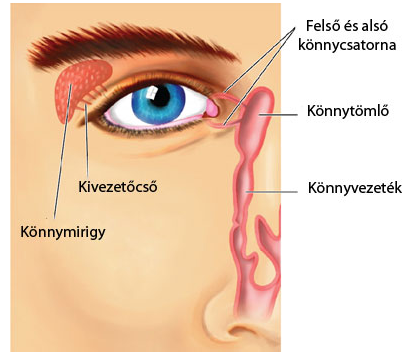 Felső és alsó
könnycsatorna
Könnytömlő
Kivezetőcső
Könnyvezeték
Könnymirigy